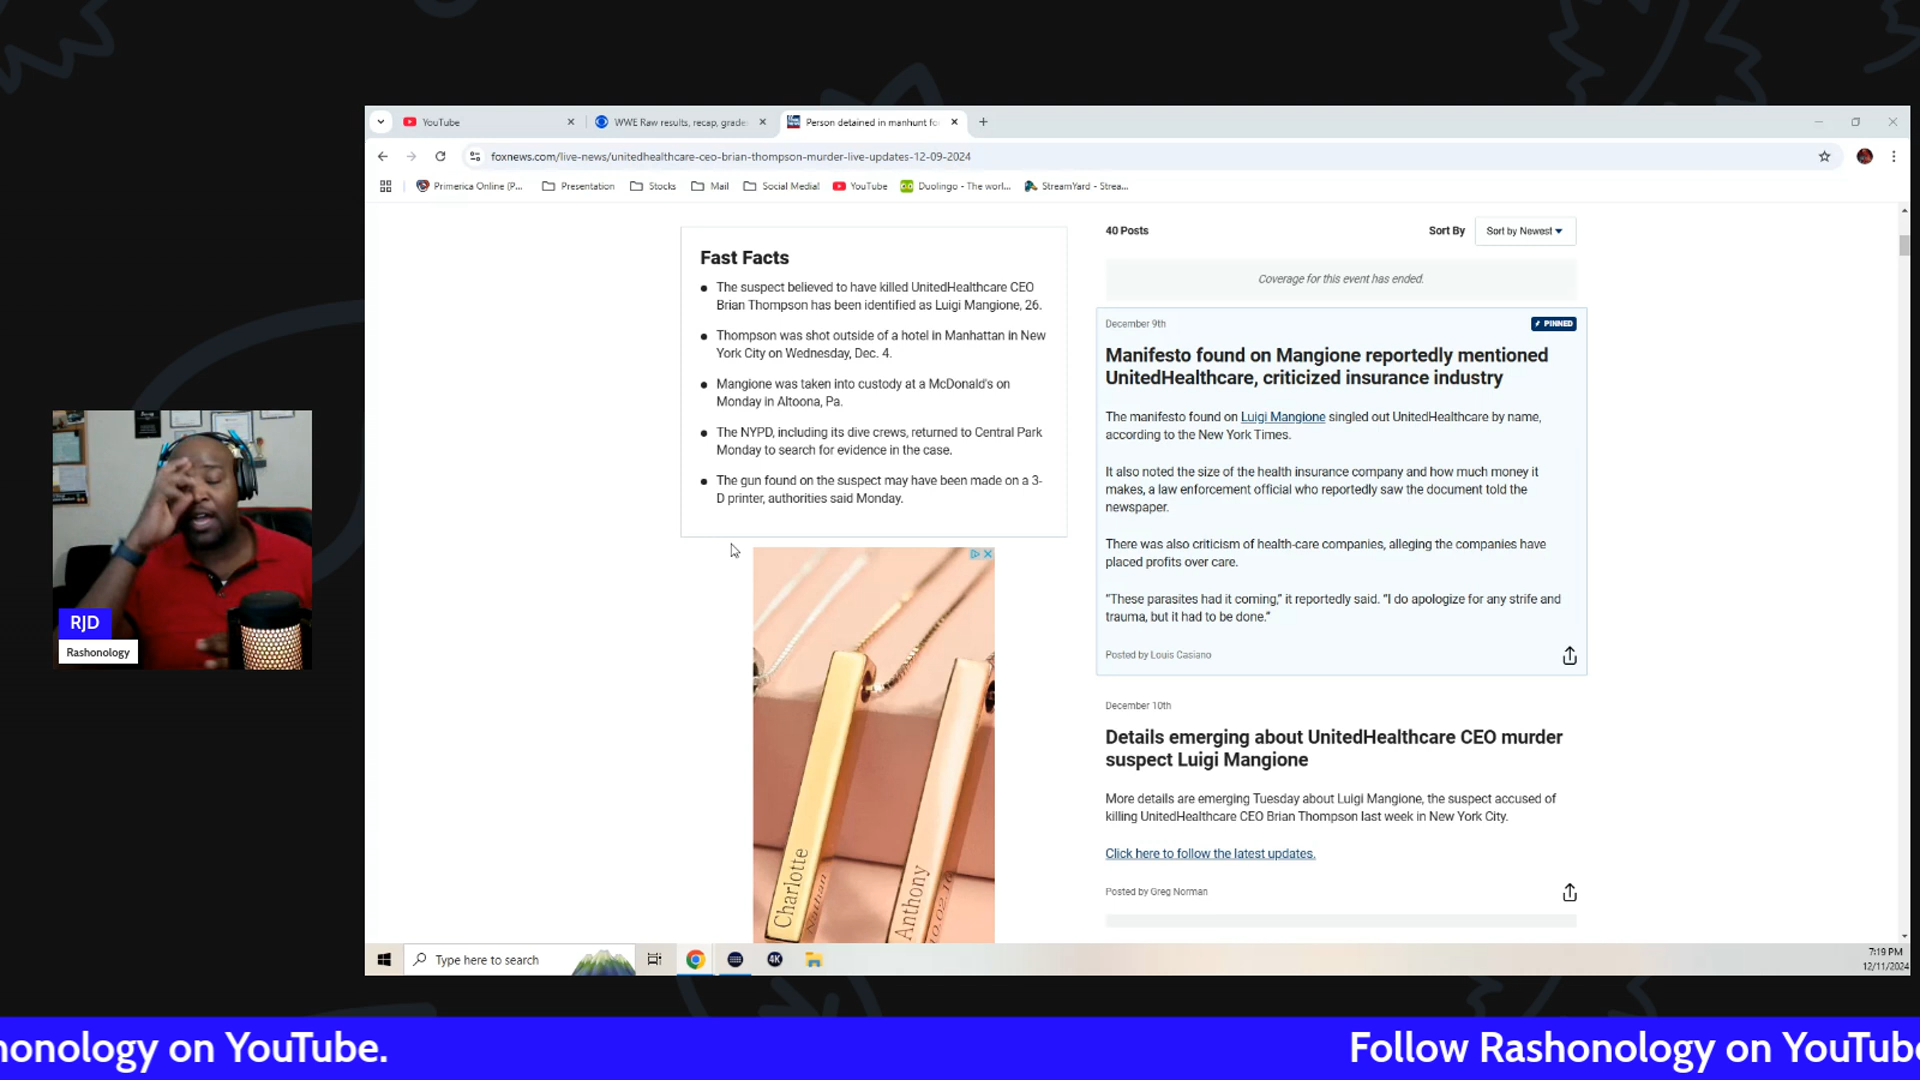 YouTube
WWE Raw results, recap, grade
Person detained in manhunt fo
foxnews.com/live-news/unitedhealthcare-ceo-brian-thompson-murder-live-updates-12-09-2024
Primerica Online (P...
Presentation
Stocks
Mail
Social Media!
YouTube
Duolingo - The worl...
StreamYard - Strea...
Fast Facts
The suspect believed to have killed UnitedHealthcare CEO
Brian Thompson has been identified as Luigi Mangione, 26.
Thompson was shot outside of a hotel in Manhattan in New
York City on Wednesday, Dec. 4.
Mangione was taken into custody at a McDonald's on
Monday in Altoona, Pa.
The NYPD, including its dive crews, returned to Central Park
Monday to search for evidence in the case.
The gun found on the suspect may have been made on a 3-
D printer, authorities said Monday.
Charlotte
Nathan
Anthony
10.02.16
40 Posts
Sort By
Sort by Newest
Coverage for this event has ended.
December 9th
PINNED
Manifesto found on Mangione reportedly mentioned
UnitedHealthcare, criticized insurance industry
The manifesto found on Luigi Mangione singled out UnitedHealthcare by name,
according to the New York Times.
It also noted the size of the health insurance company and how much money it
makes, a law enforcement official who reportedly saw the document told the
newspaper.
There was also criticism of health-care companies, alleging the companies have
placed profits over care.
"These parasites had it coming," it reportedly said. "I do apologize for any strife and
trauma, but it had to be done."
Posted by Louis Casiano
December 10th
Details emerging about UnitedHealthcare CEO murder
suspect Luigi Mangione
More details are emerging Tuesday about Luigi Mangione, the suspect accused of
killing UnitedHealthcare CEO Brian Thompson last week in New York City.
Click here to follow the latest updates.
Posted by Greg Norman
RJD
Rashonology
Type here to search
4K
7:19 PM
12/11/2024
honology on YouTube.
Follow Rashonology on YouTube